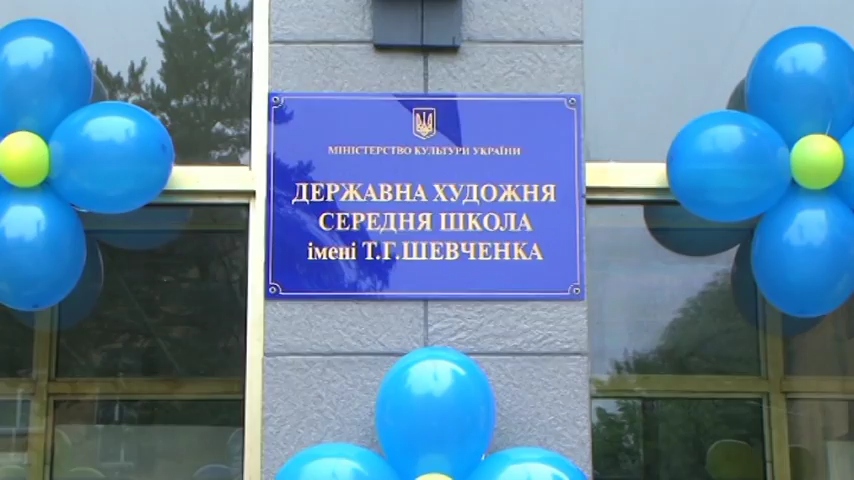 МІНІСТЕРСТВО КУЛЬТУРИ УКРАЇНИ
ДЕРЖАВНА ХУДОЖНЯ
СЕРЕДНЯ ШКОЛА
імені Т.Г.ШЕВЧЕНКА